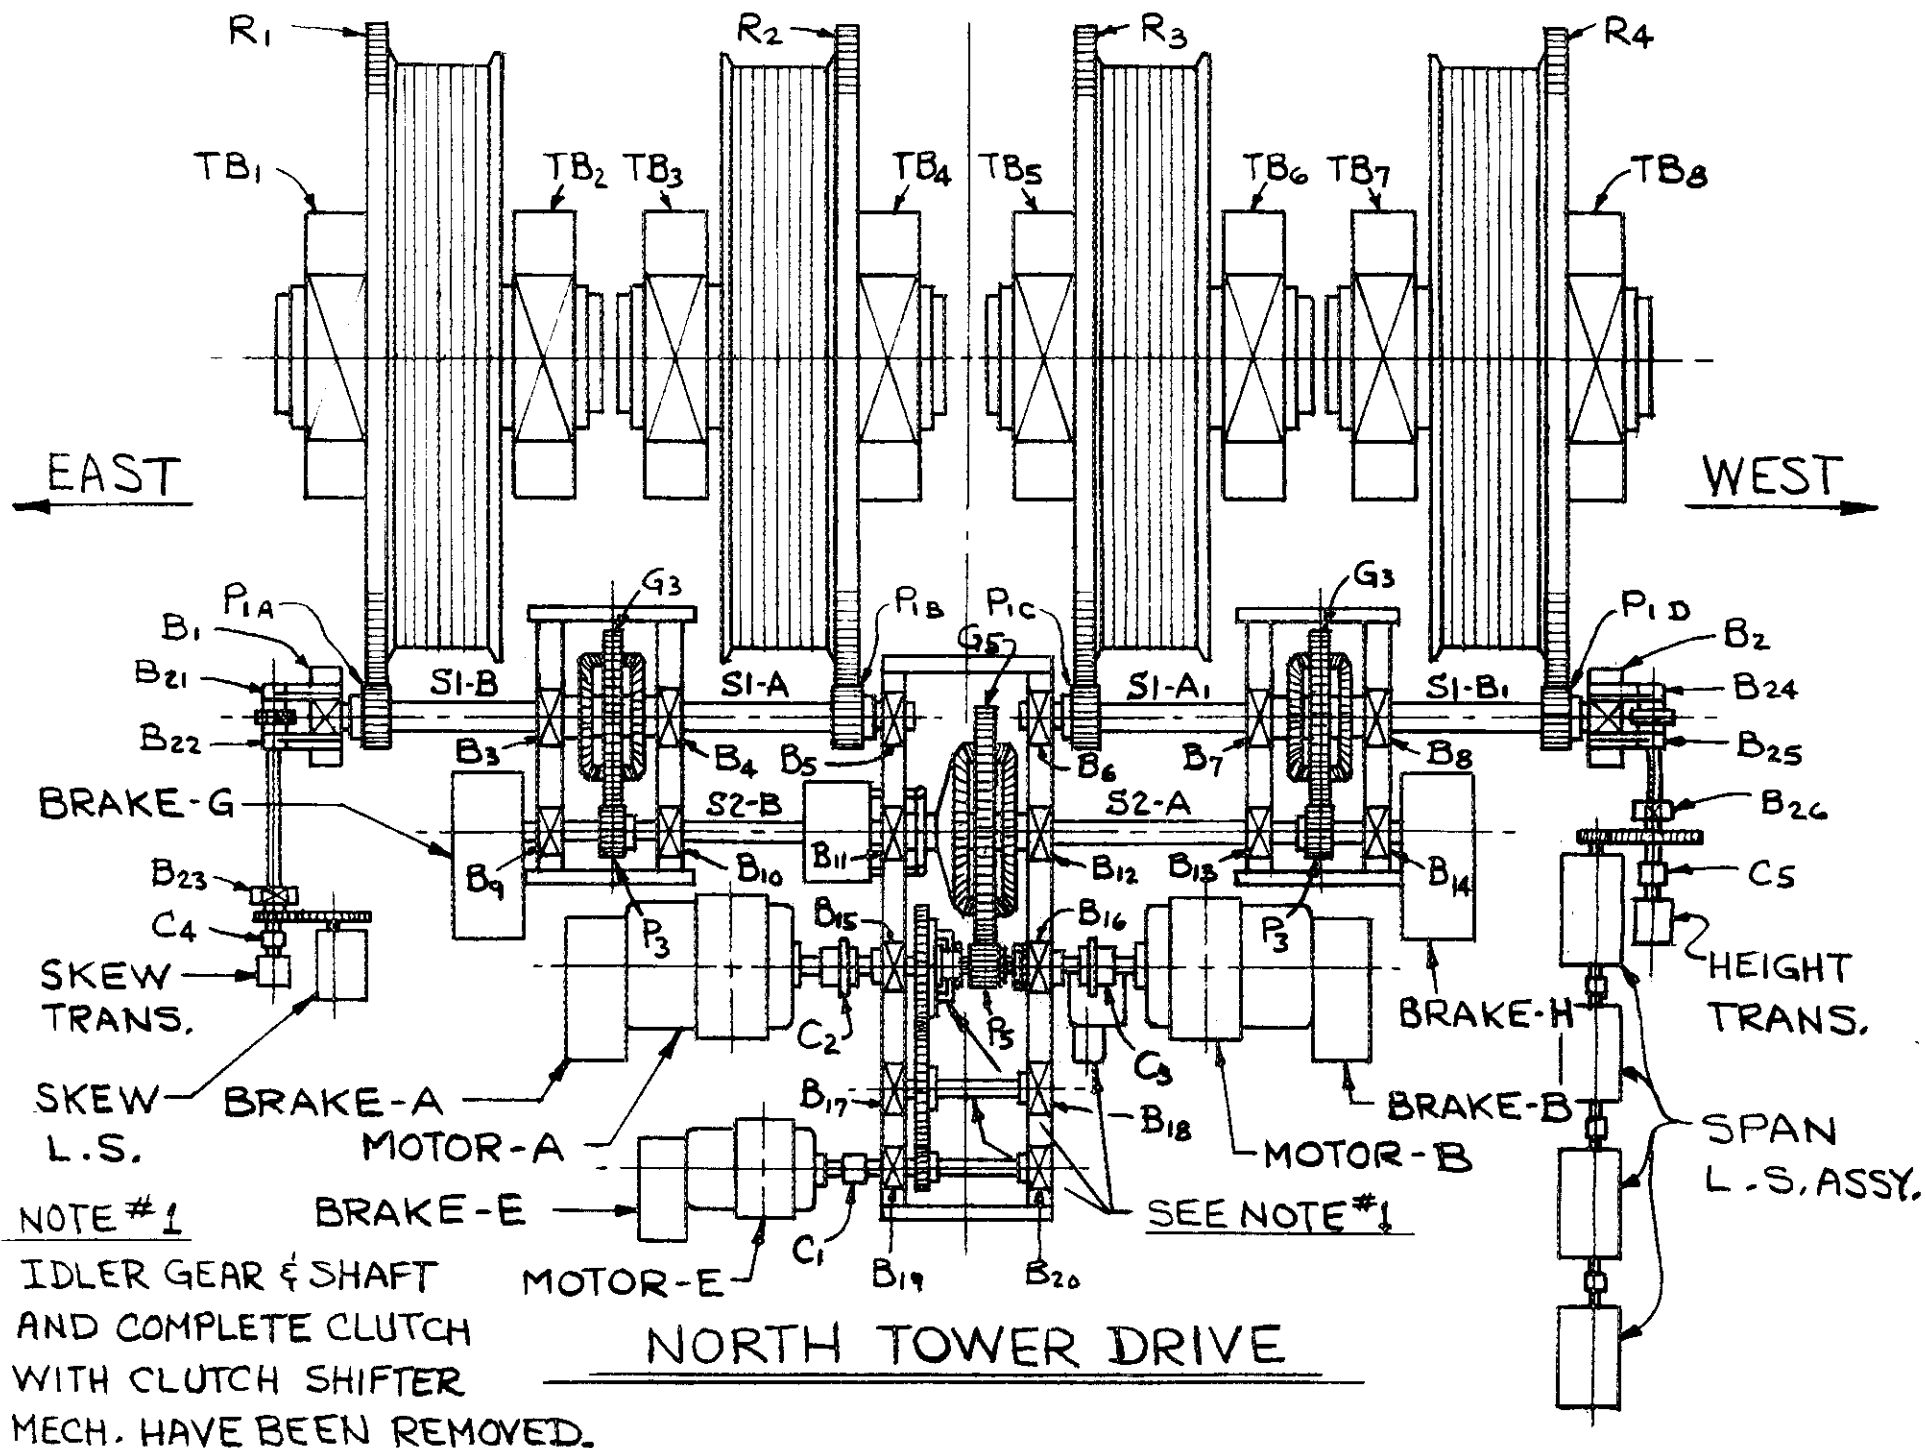 R1
R2
R3
R4
TB1
TB2
TB3
TB4
TB5
TB6
TB7
TB8
EAST
WEST
P1A
G3
P1B
P1C
G5
G3
P1D
B1
B2
B21
S1-B
S1-A
S1-A1
S1-B1
B24
B22
B3
B4
B5
B6
B7
B8
B25
BRAKE-G
S2-B
S2-A
B26
B23
B9
B10
B11
B12
B13
B14
C5
C4
P3
B15
B16
P3
SKEW
TRANS.
HEIGHT
TRANS.
C2
P5
C3
BRAKE-H
SKEW
L.S.
BRAKE-A
B17
B18
BRAKE-B
MOTOR-A
MOTOR-B
SPAN
L.S. ASSY.
BRAKE-E
C1
SEE NOTE #1
MOTOR-E
B19
B20
NOTE #1
IDLER GEAR & SHAFT
AND COMPLETE CLUTCH
WITH CLUTCH SHIFTER
MECH. HAVE BEEN REMOVED.
NORTH TOWER DRIVE